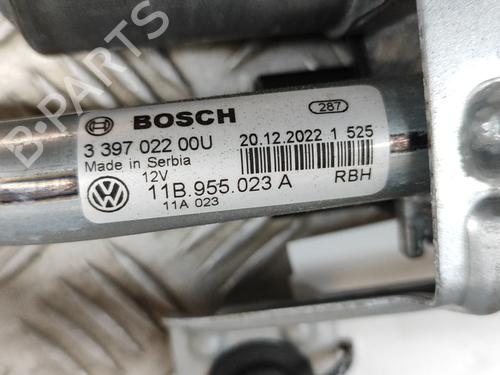 B-PARTS
BOSCH 287
3 397 022 00U 20.12.2022 1 525
Made in Serbia
12V
11B.955.023 A RBH
11A 023